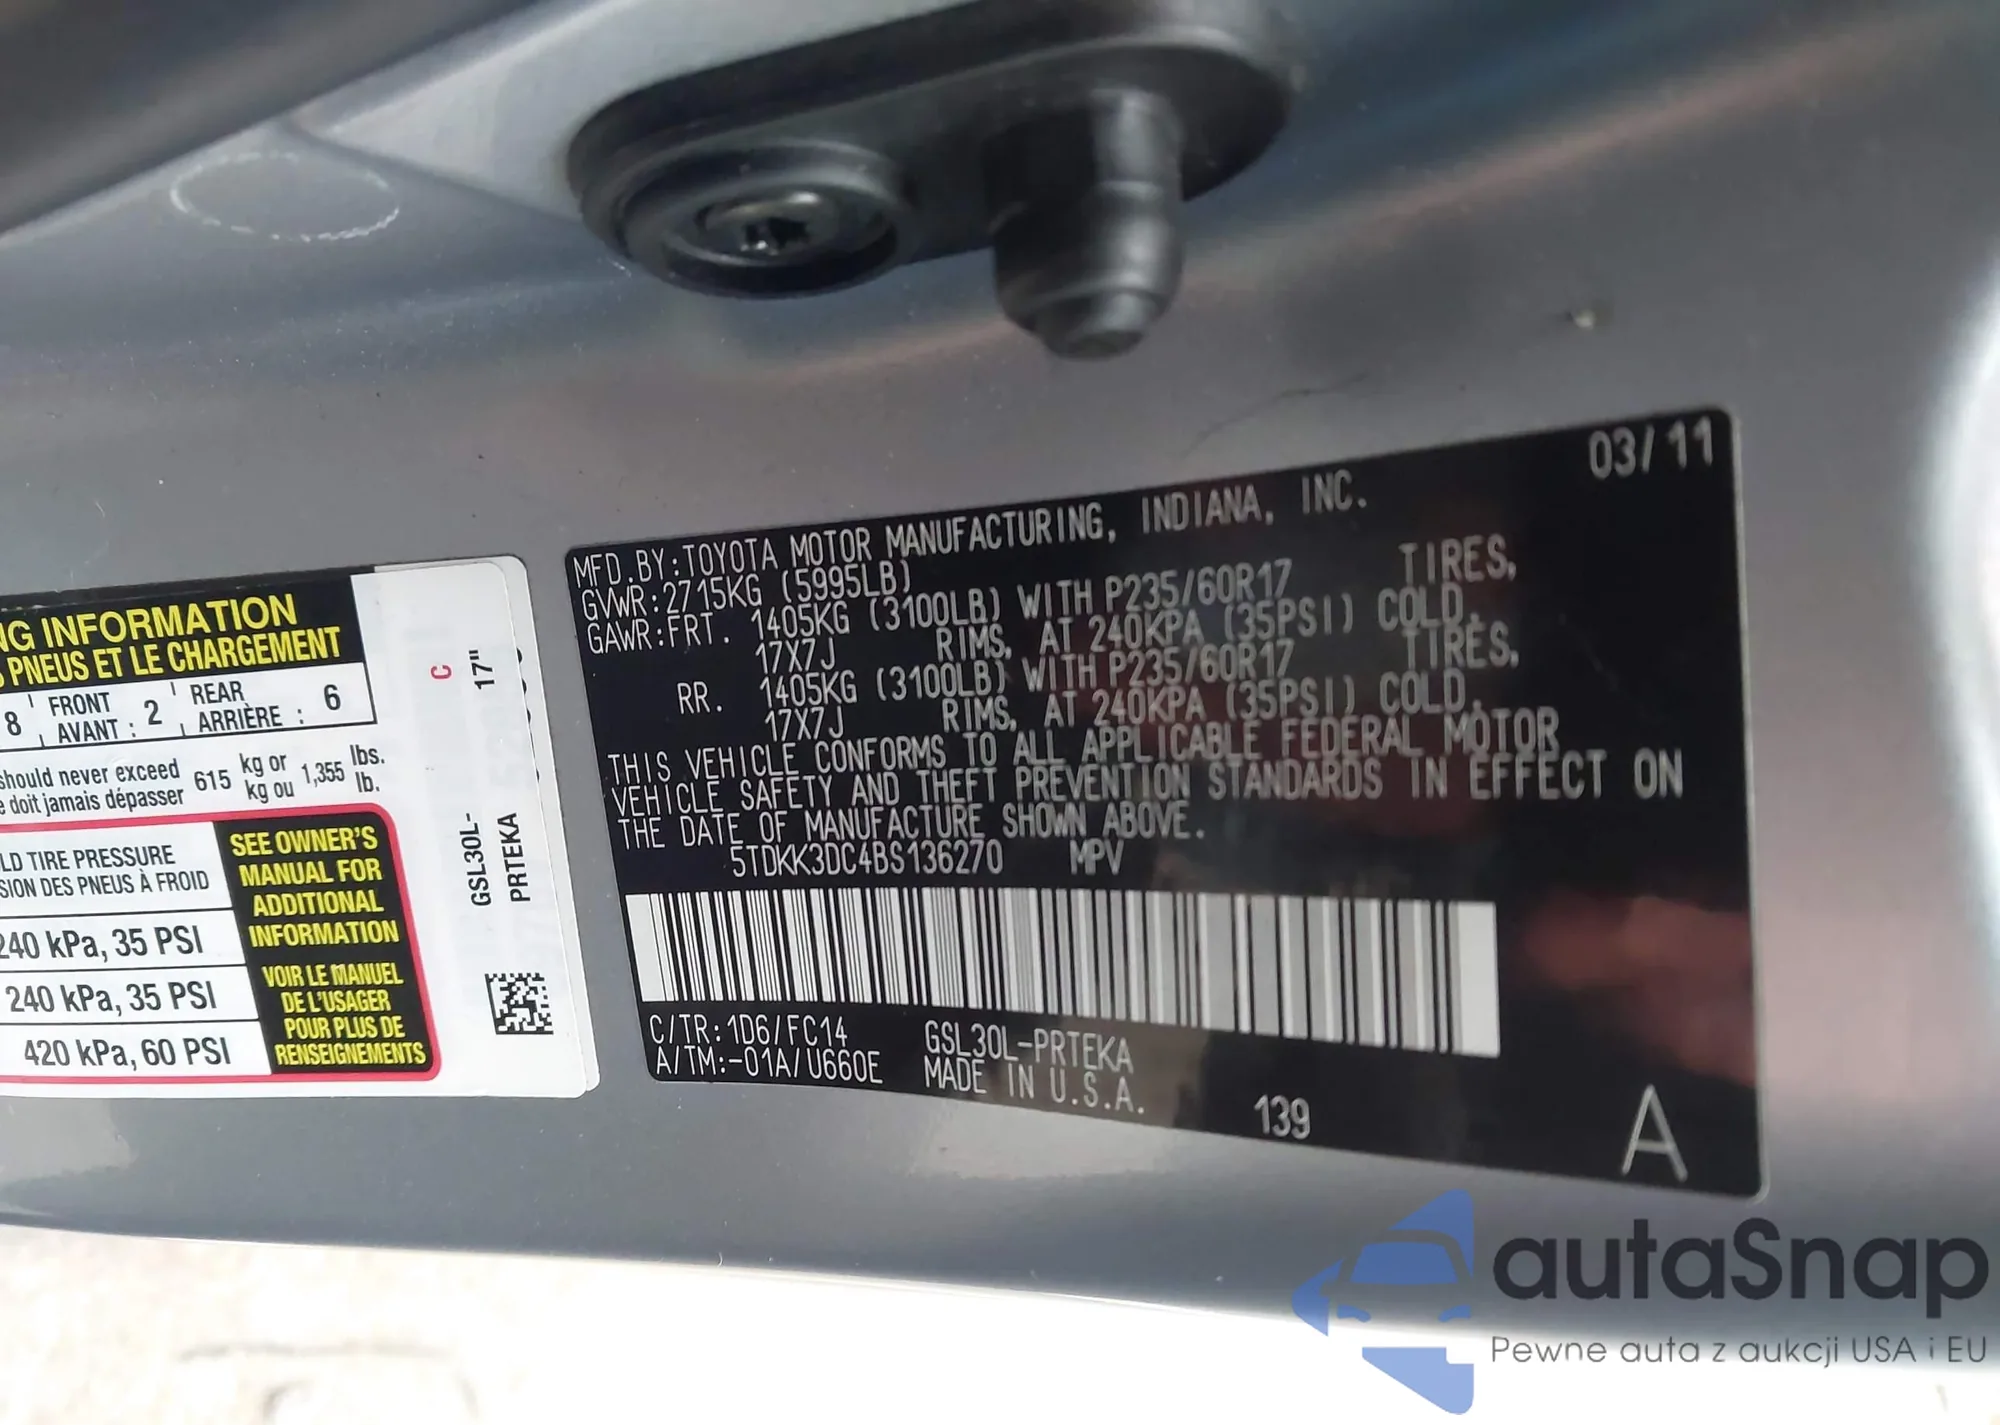 NG INFORMATION
PNEUS ET LE CHARGEMENT
8 FRONT AVANT : 2 REAR ARRIÈRE : 6
should never exceed 615 kg or 1,355 lbs.
doit jamais dépasser kg ou lb.
LD TIRE PRESSURE
SION DES PNEUS À FROID
240 kPa, 35 PSI
240 kPa, 35 PSI
420 kPa, 60 PSI
SEE OWNER'S
MANUAL FOR
ADDITIONAL
INFORMATION
VOIR LE MANUEL
DE L'USAGER
POUR PLUS DE
RENSEIGNEMENTS
C
17"
GSL30L-
PRTEKA
03/11
MFD.BY:TOYOTA MOTOR MANUFACTURING, INDIANA, INC.
GVWR:2715KG (5995LB)
GAWR:FRT. 1405KG (3100LB) WITH P235/60R17 TIRES,
17X7J RIMS, AT 240KPA (35PSI) COLD.
RR. 1405KG (3100LB) WITH P235/60R17 TIRES,
17X7J RIMS, AT 240KPA (35PSI) COLD.
THIS VEHICLE CONFORMS TO ALL APPLICABLE FEDERAL MOTOR
VEHICLE SAFETY AND THEFT PREVENTION STANDARDS IN EFFECT ON
THE DATE OF MANUFACTURE SHOWN ABOVE.
5TDKK3DC4BS136270 MPV
C/TR:1D6/FC14 GSL30L-PRTEKA
A/TM:-01A/U660E MADE IN U.S.A.
139
A
autaSnap
Pewne auta z aukcji USA i EU